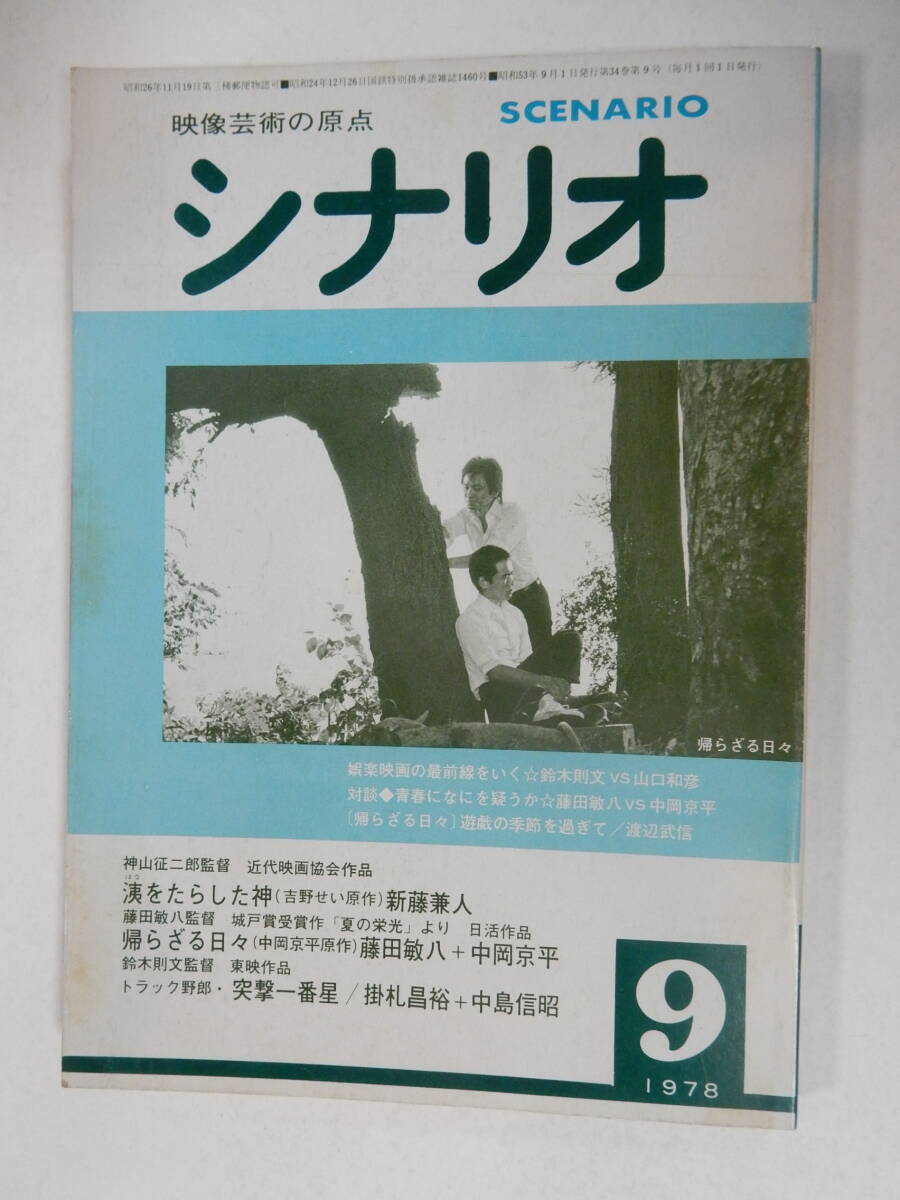 昭和26年11月19日第三種郵便物認可■昭和24年12月26日国鉄特別扱承認雑誌1460号■昭和53年9月1日発行第34巻第9号(毎月1回1日発行)
映像芸術の原点
SCENARIO
シナリオ
帰らざる日々
娯楽映画の最前線をいく☆鈴木則文VS山口和彦
対談◆青春になにを疑うか☆藤田敏八VS中岡京平
〔帰らざる日々〕遊戯の季節を過ぎて/渡辺武信
神山征二郎監督 近代映画協会作品
はな
洟をたらした神(吉野せい原作)新藤兼人
藤田敏八監督 城戸賞受賞作「夏の栄光」より 日活作品
帰らざる日々(中岡京平原作)藤田敏八+中岡京平
鈴木則文監督 東映作品
トラック野郎・突撃一番星/掛札昌裕+中島信昭
9
1978